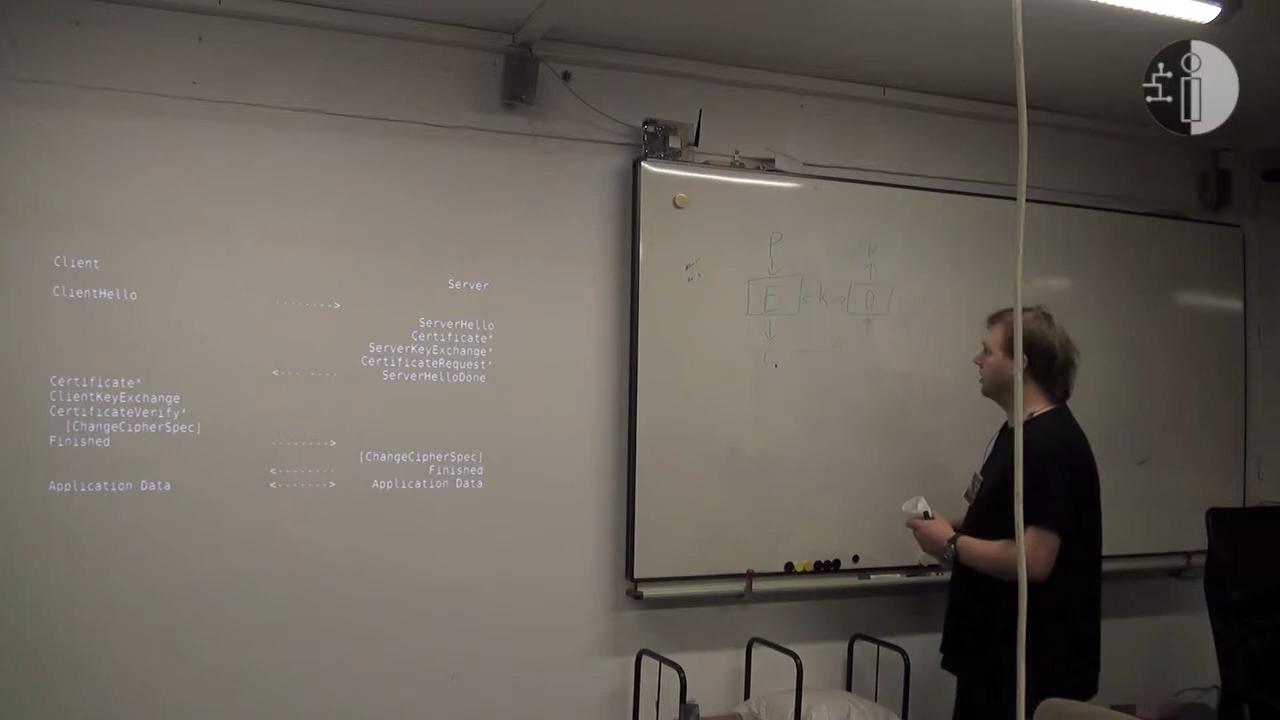 Client
Server
ClientHello
------->
ServerHello
Certificate*
ServerKeyExchange*
CertificateRequest*
<------- ServerHelloDone
Certificate*
ClientKeyExchange
CertificateVerify*
[ChangeCipherSpec]
Finished ------->
[ChangeCipherSpec]
<------- Finished
Application Data <------> Application Data
P
E <- k -> D
C